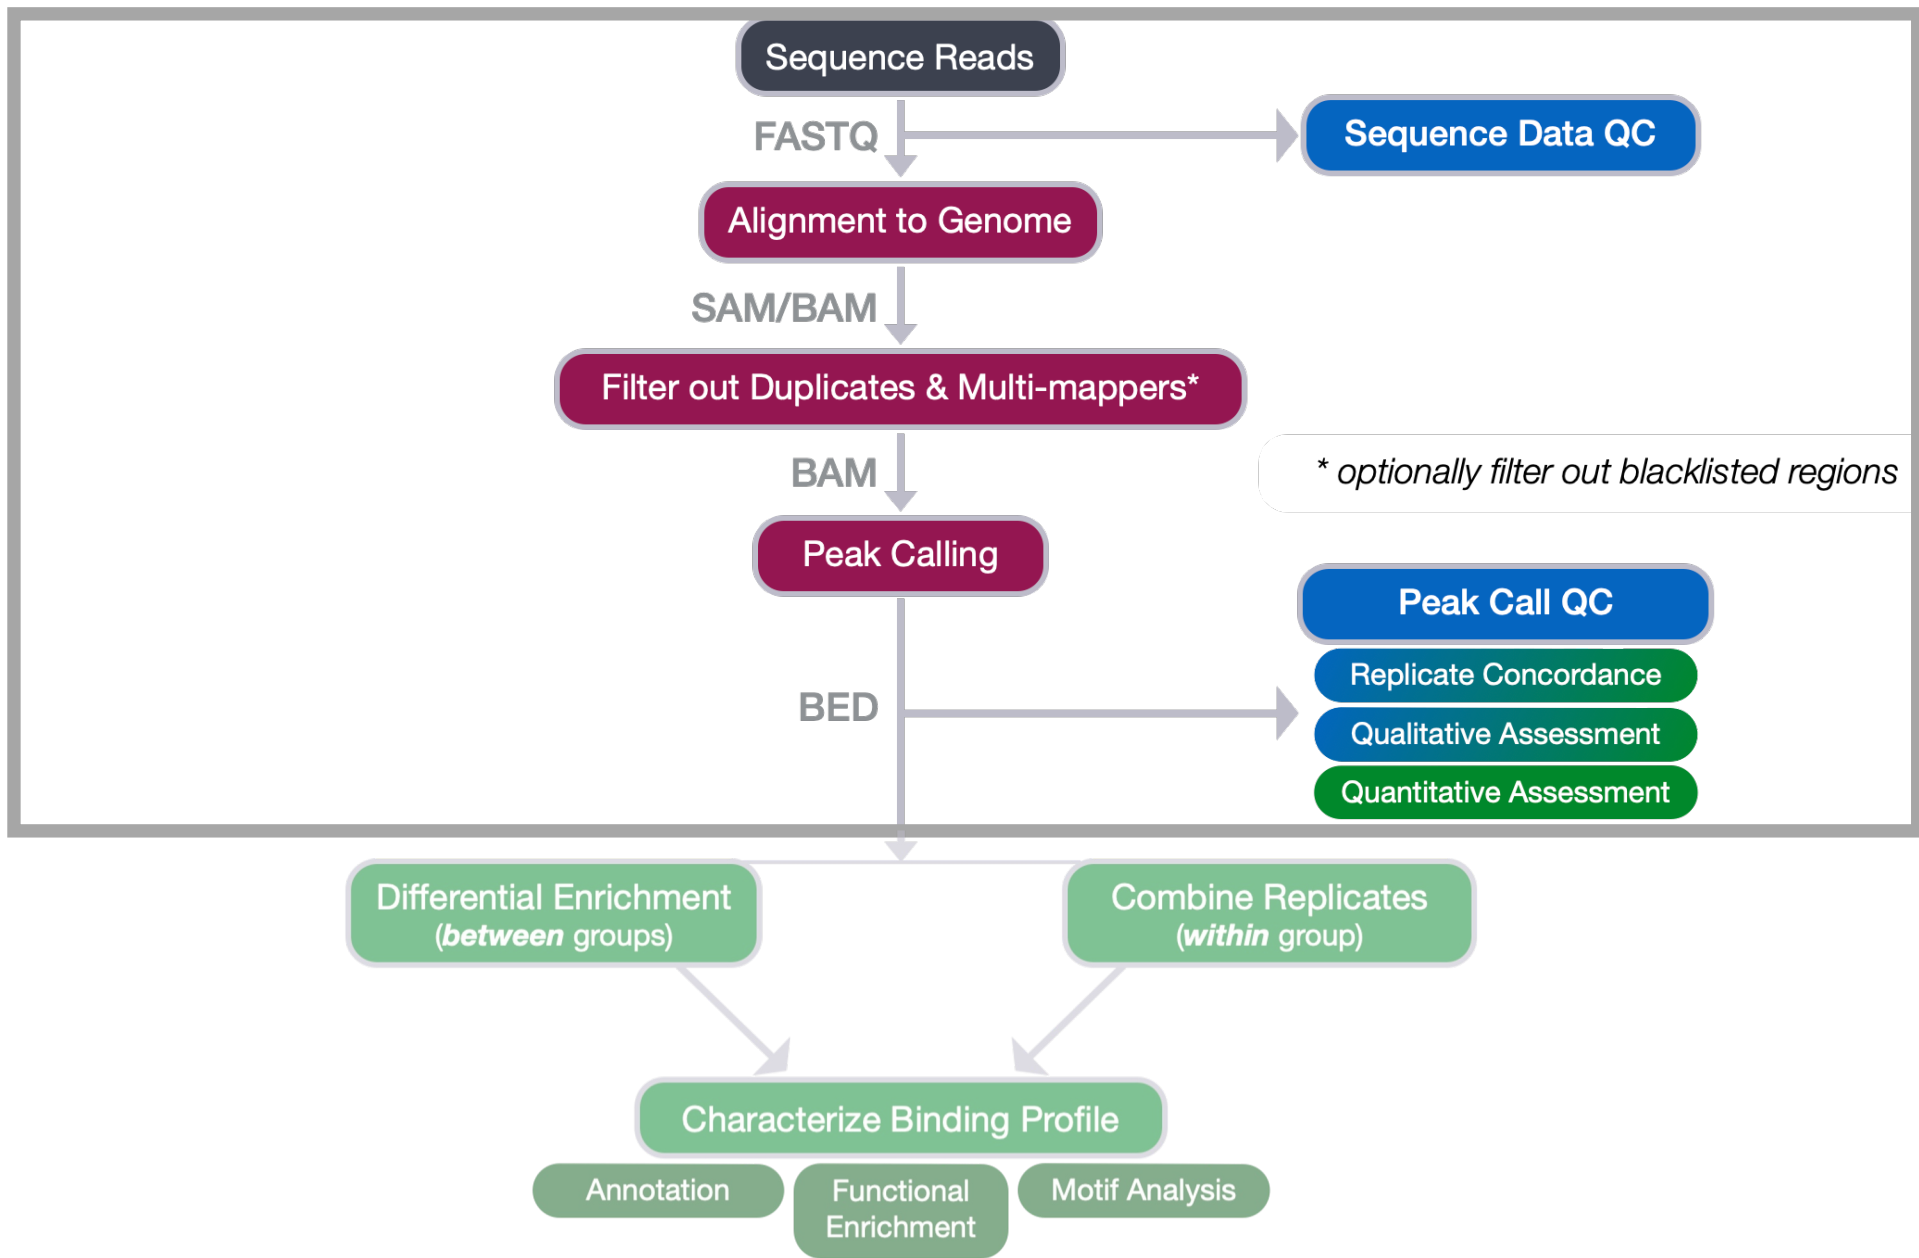 Sequence Reads
FASTQ
Sequence Data QC
Alignment to Genome
SAM/BAM
Filter out Duplicates & Multi-mappers*
BAM
* optionally filter out blacklisted regions
Peak Calling
Peak Call QC
Replicate Concordance
BED
Qualitative Assessment
Quantitative Assessment
Differential Enrichment
(between groups)
Combine Replicates
(within group)
Characterize Binding Profile
Annotation
Functional
Enrichment
Motif Analysis